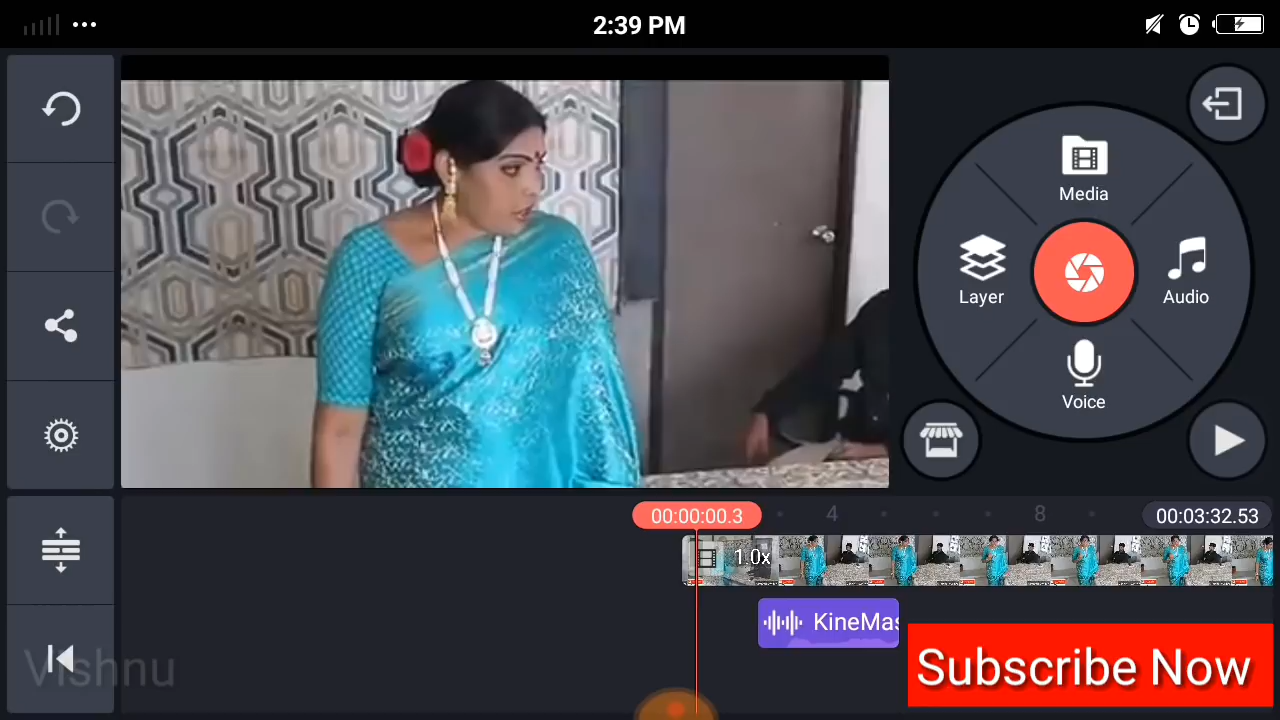 2:39 PM
Media
Layer
Audio
Voice
00:00:00.3
4
8
00:03:32.53
1.0x
KineMas
Vishnu
Subscribe Now